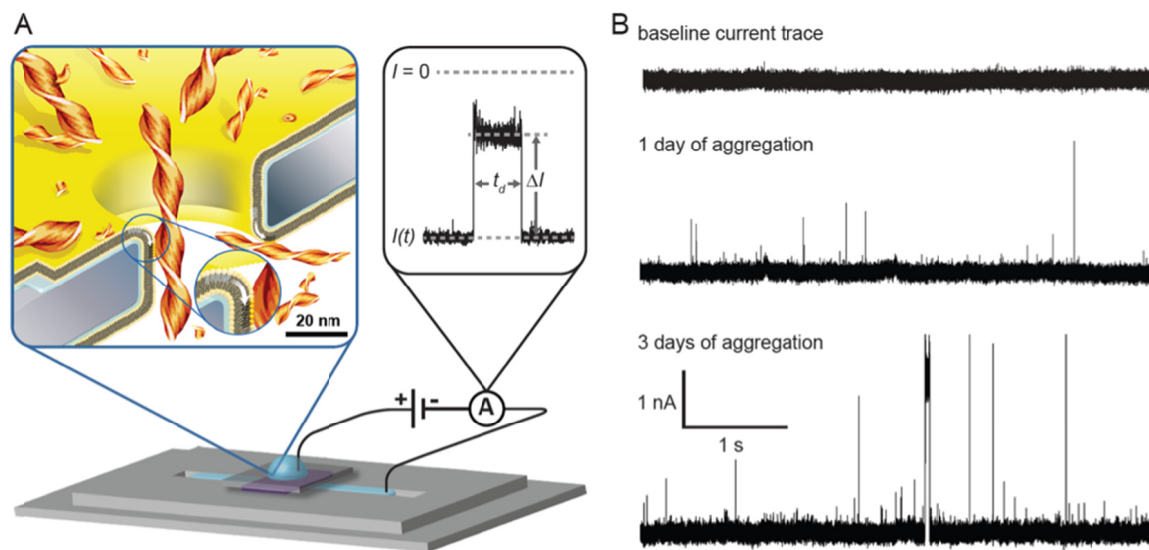 A
I = 0
t_d
ΔI
I(t)
20 nm
+
-
A
B
baseline current trace
1 day of aggregation
3 days of aggregation
1 nA
1 s